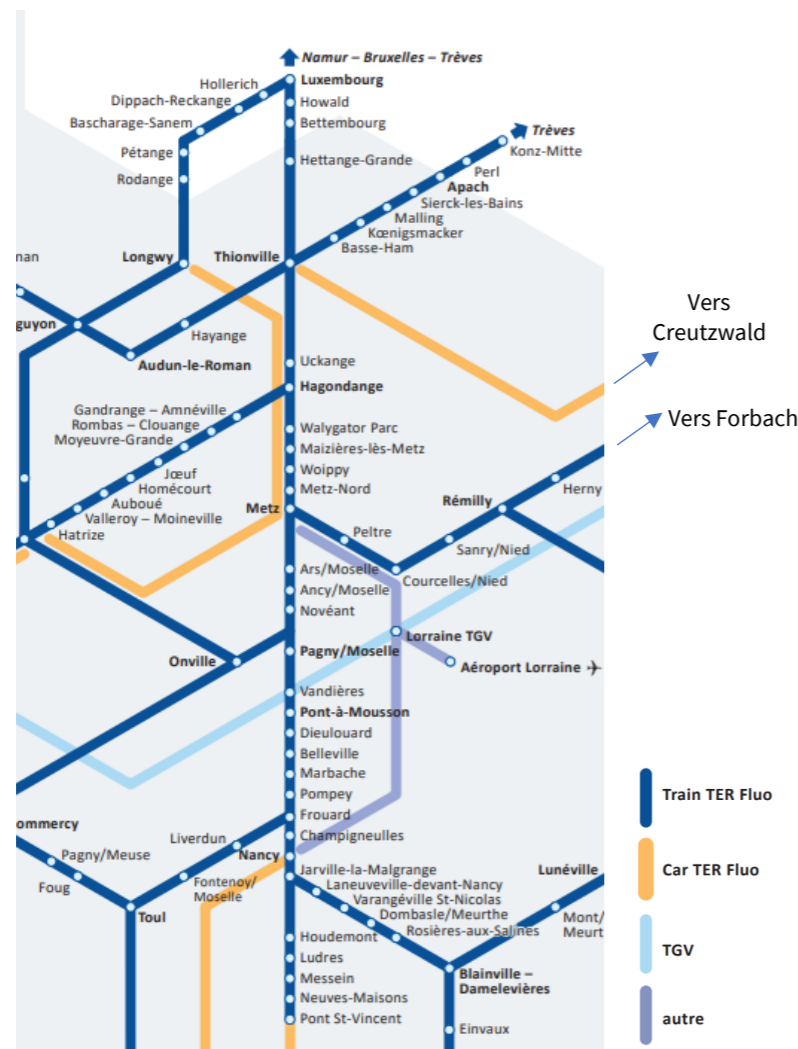 Namur – Bruxelles – Trèves
Luxembourg
Hollerich
Dippach-Reckange
Howald
Bascharage-Sanem
Bettembourg
Trèves
Konz-Mitte
Pétange
Hettange-Grande
Perl
Rodange
Apach
Sierck-les-Bains
Malling
Kœnigsmacker
Basse-Ham
nan
Longwy
Thionville
guyon
Hayange
Audun-le-Roman
Uckange
Hagondange
Vers
Creutzwald
Vers Forbach
Gandrange – Amnéville
Rombas – Clouange
Moyeuvre-Grande
Walygator Parc
Maizières-lès-Metz
Jœuf
Woippy
Homécourt
Metz-Nord
Auboué
Metz
Valleroy – Moineville
Hatrize
Peltre
Rémilly
Herny
Sanry/Nied
Courcelles/Nied
Ars/Moselle
Ancy/Moselle
Novéant
Lorraine TGV
Onville
Pagny/Moselle
Aéroport Lorraine
Vandières
Pont-à-Mousson
Dieulouard
Belleville
Marbache
Pompey
Frouard
ommercy
Liverdun
Champigneulles
Pagny/Meuse
Nancy
Foug
Fontenoy/
Moselle
Jarville-la-Malgrange
Laneuveville-devant-Nancy
Varangéville St-Nicolas
Dombasle/Meurthe
Rosières-aux-Salines
Lunéville
Mont/
Meurt
Toul
Houdemont
Ludres
Messein
Neuves-Maisons
Pont St-Vincent
Blainville –
Damelevières
Einvaux
Train TER Fluo
Car TER Fluo
TGV
autre